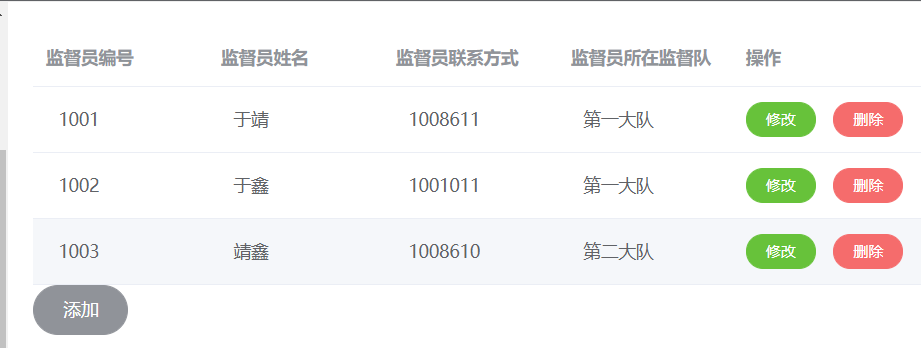 监督员编号 监督员姓名 监督员联系方式 监督员所在监督队 操作
1001 于靖 1008611 第一大队 修改 删除
1002 于鑫 1001011 第一大队 修改 删除
1003 靖鑫 1008610 第二大队 修改 删除
添加